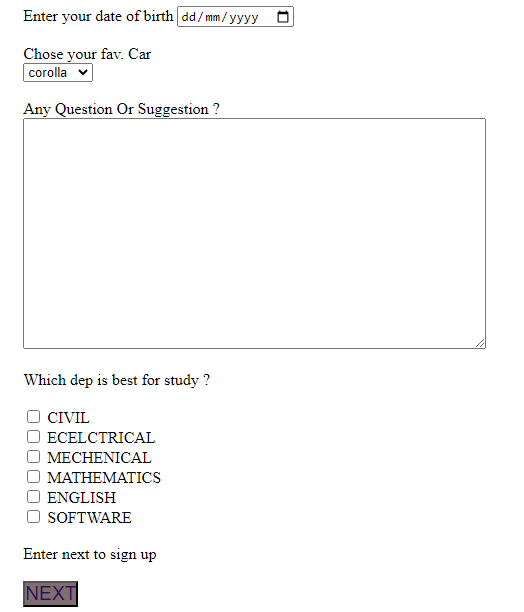 Enter your date of birth dd/mm/yyyy
Chose your fav. Car
corolla
Any Question Or Suggestion ?
Which dep is best for study ?
CIVIL
ECELCTRICAL
MECHENICAL
MATHEMATICS
ENGLISH
SOFTWARE
Enter next to sign up
NEXT